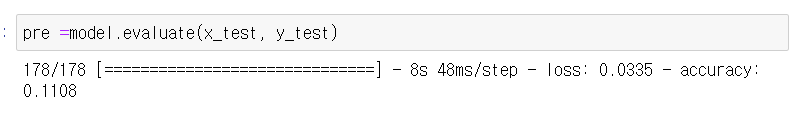 : pre =model.evaluate(x_test, y_test)
178/178 [==============================] - 8s 48ms/step - loss: 0.0335 - accuracy:
0.1108